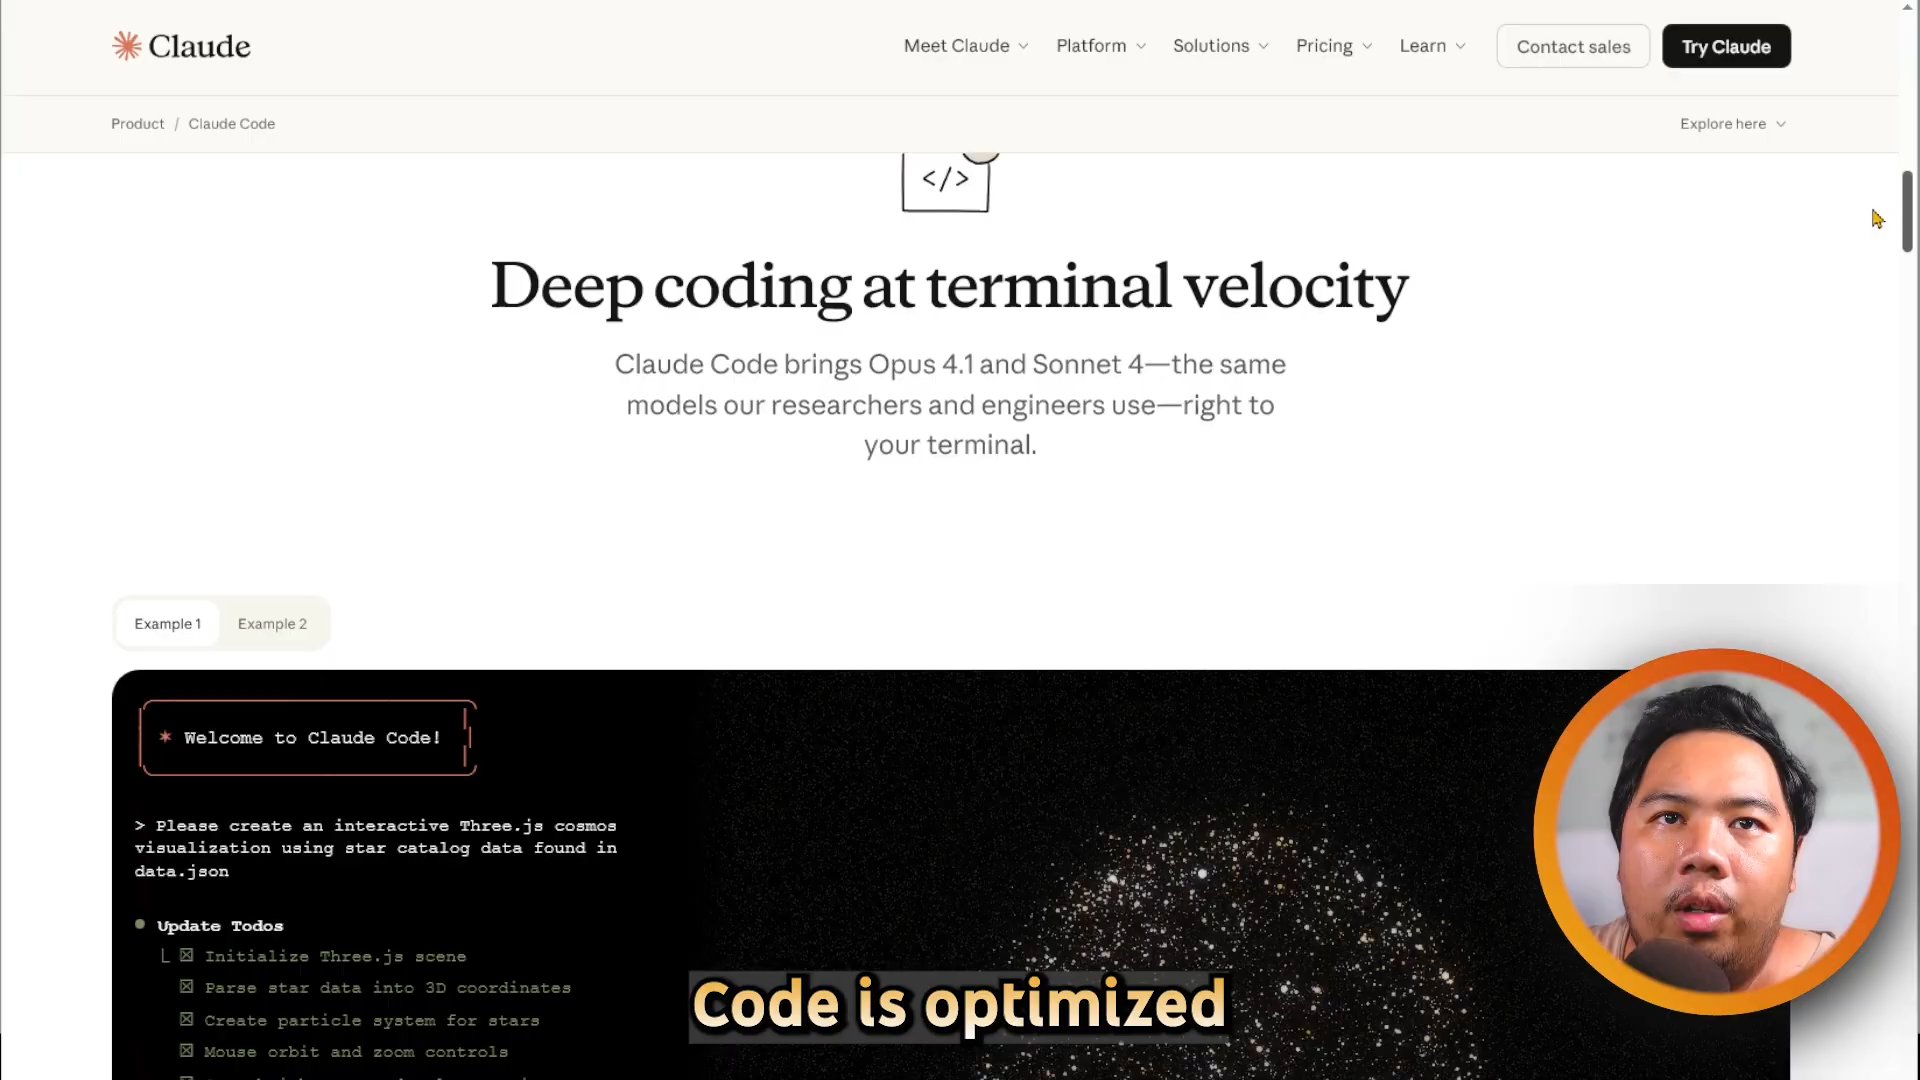 Claude
Meet Claude
Platform
Solutions
Pricing
Learn
Contact sales
Try Claude
Product / Claude Code
Explore here
</>
Deep coding at terminal velocity
Claude Code brings Opus 4.1 and Sonnet 4—the same
models our researchers and engineers use—right to
your terminal.
Example 1
Example 2
* Welcome to Claude Code!
> Please create an interactive Three.js cosmos
visualization using star catalog data found in
data.json
Update Todos
Initialize Three.js scene
Parse star data into 3D coordinates
Create particle system for stars
Mouse orbit and zoom controls
Code is optimized